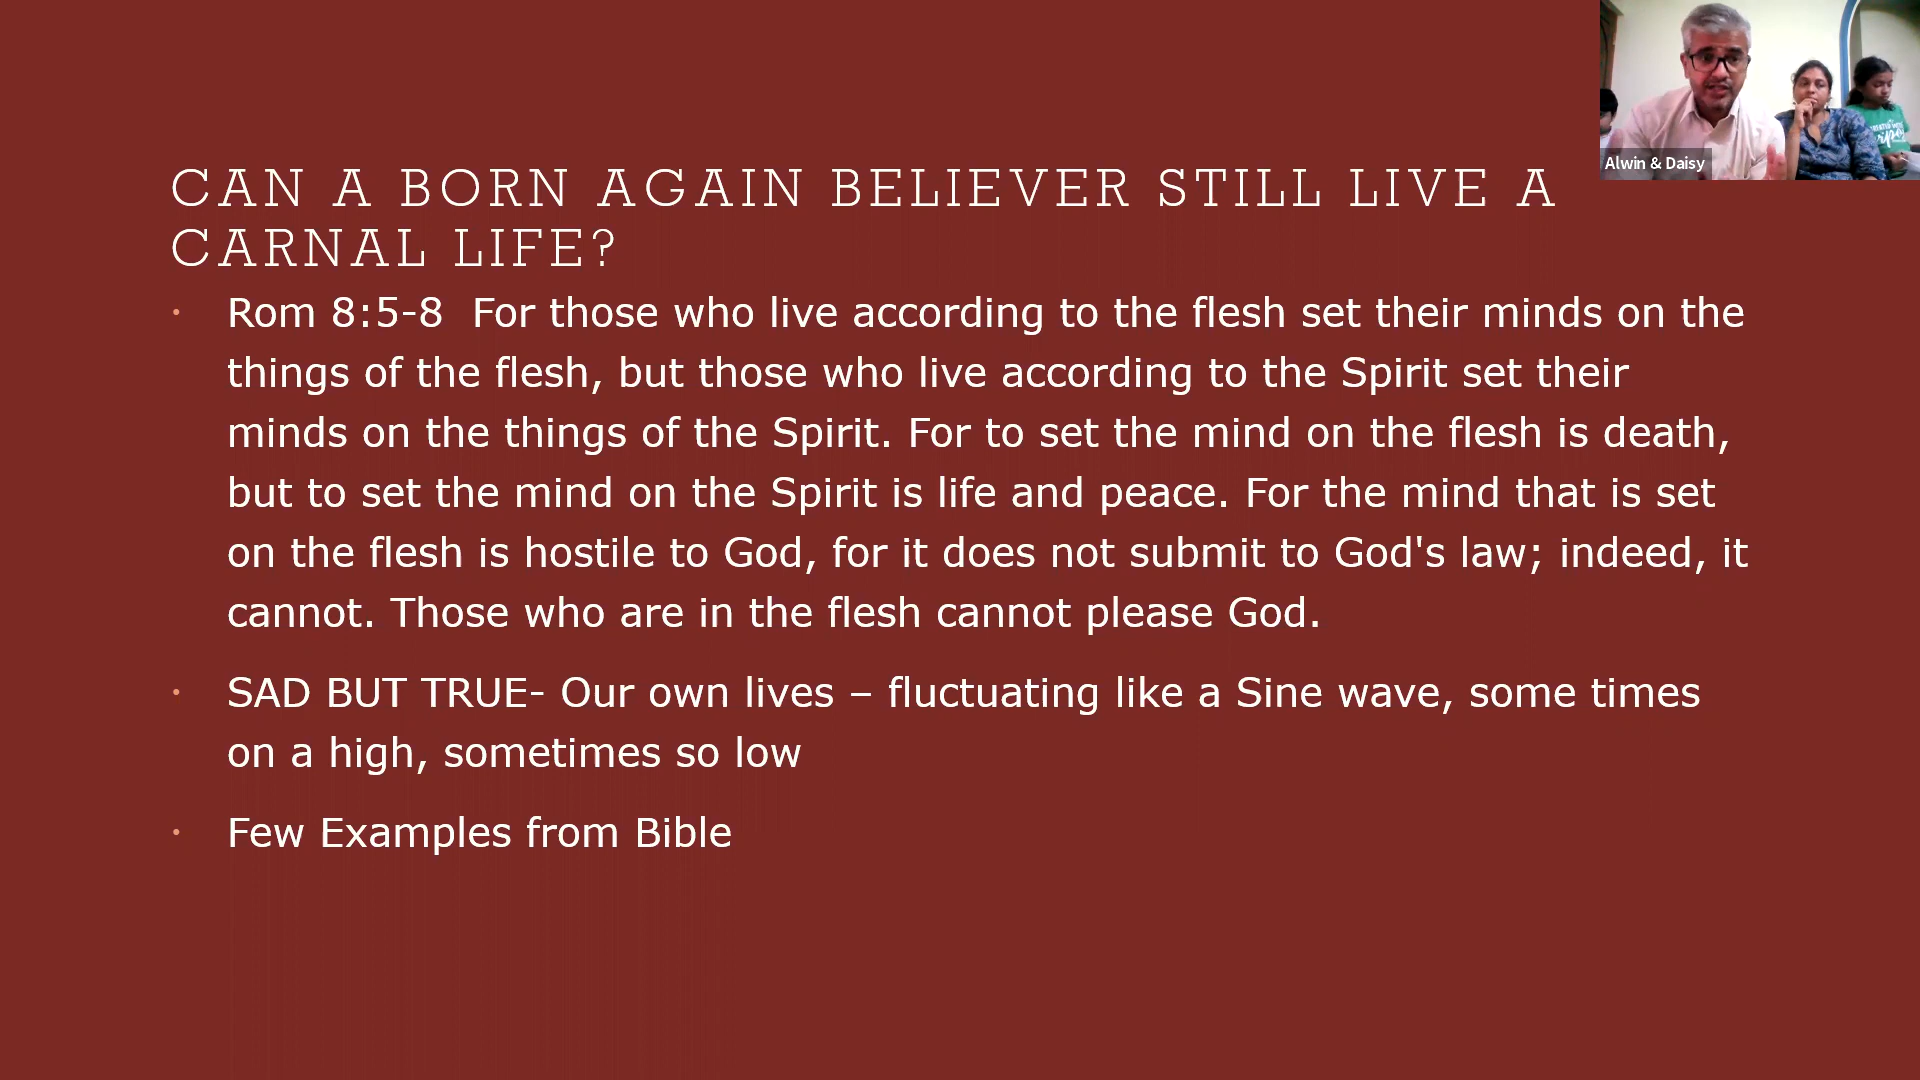 CAN A BORN AGAIN BELIEVER STILL LIVE A
CARNAL LIFE?
• Rom 8:5-8  For those who live according to the flesh set their minds on the
things of the flesh, but those who live according to the Spirit set their
minds on the things of the Spirit. For to set the mind on the flesh is death,
but to set the mind on the Spirit is life and peace. For the mind that is set
on the flesh is hostile to God, for it does not submit to God's law; indeed, it
cannot. Those who are in the flesh cannot please God.
• SAD BUT TRUE- Our own lives – fluctuating like a Sine wave, some times
on a high, sometimes so low
• Few Examples from Bible
Alwin & Daisy